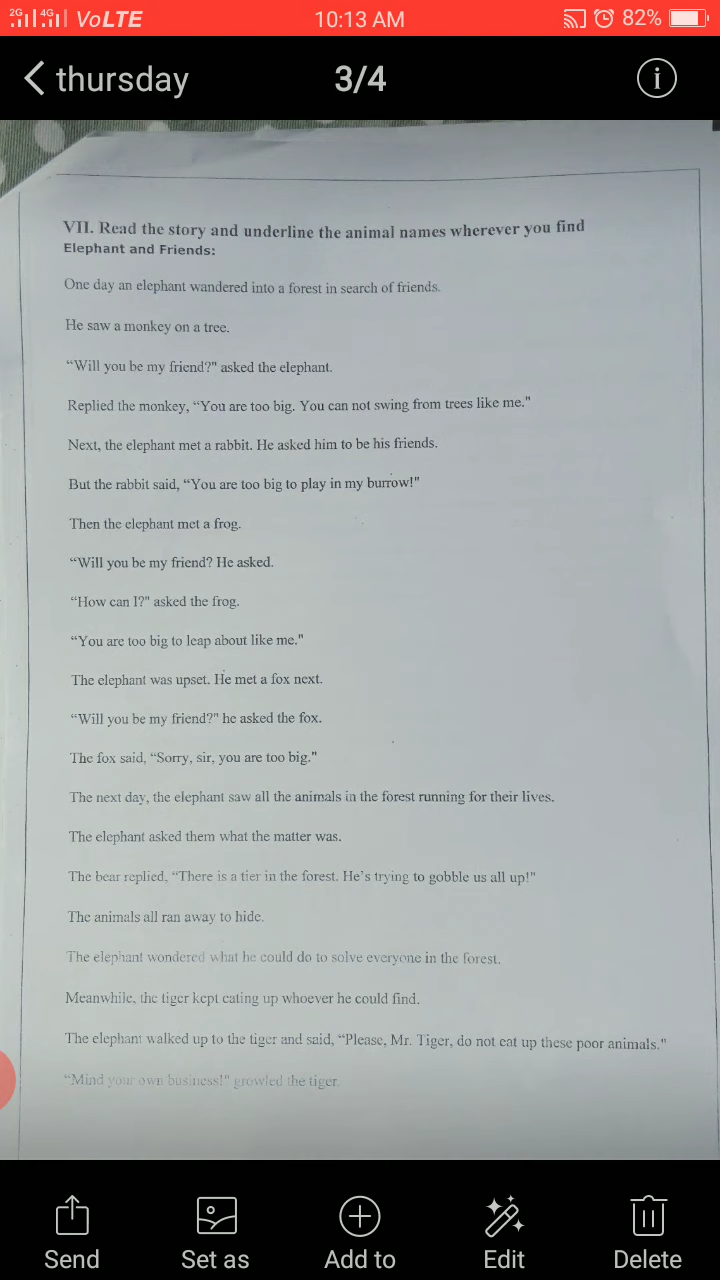 2G 4G VoLTE 10:13 AM 82%
thursday 3/4 i
VII. Read the story and underline the animal names wherever you find
Elephant and Friends:
One day an elephant wandered into a forest in search of friends.
He saw a monkey on a tree.
“Will you be my friend?" asked the elephant.
Replied the monkey, “You are too big. You can not swing from trees like me."
Next, the elephant met a rabbit. He asked him to be his friends.
But the rabbit said, “You are too big to play in my burrow!"
Then the elephant met a frog.
“Will you be my friend? He asked.
“How can I?" asked the frog.
“You are too big to leap about like me."
The elephant was upset. He met a fox next.
“Will you be my friend?" he asked the fox.
The fox said, “Sorry, sir, you are too big."
The next day, the elephant saw all the animals in the forest running for their lives.
The elephant asked them what the matter was.
The bear replied, “There is a tier in the forest. He’s trying to gobble us all up!"
The animals all ran away to hide.
The elephant wondered what he could do to solve everyone in the forest.
Meanwhile, the tiger kept eating up whoever he could find.
The elephant walked up to the tiger and said, “Please, Mr. Tiger, do not eat up these poor animals."
“Mind your own business!" growled the tiger.
Send Set as Add to Edit Delete